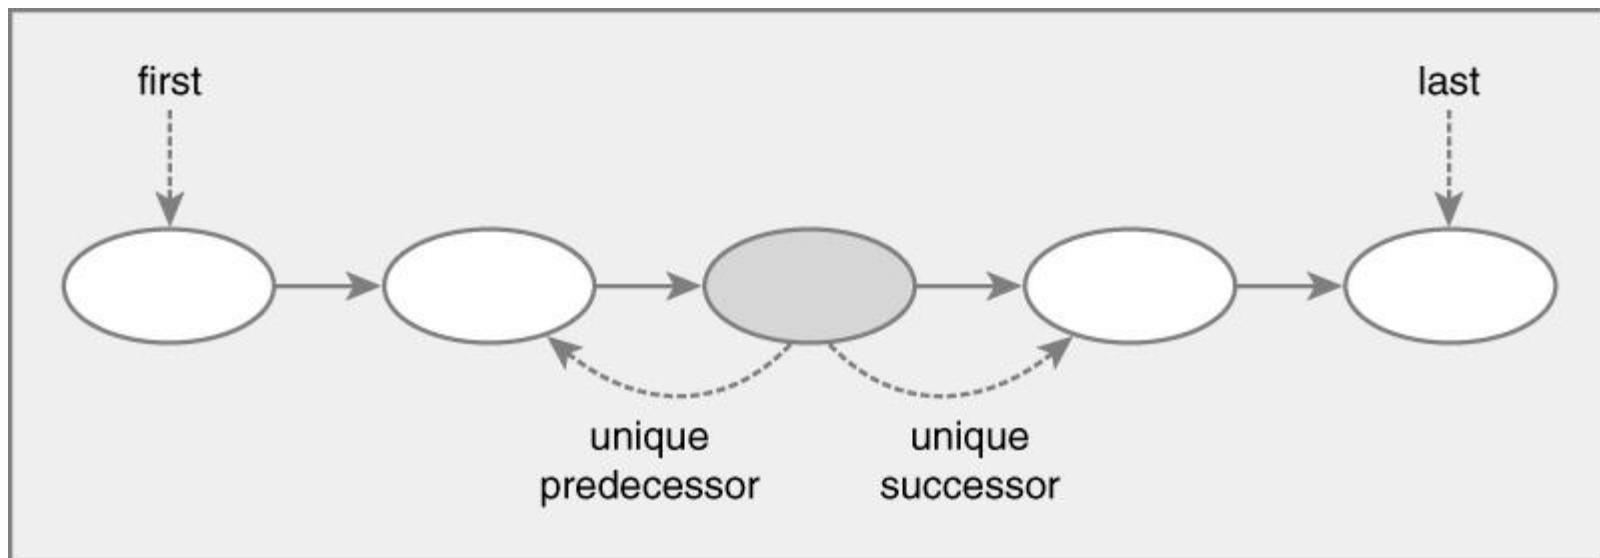 first
last
unique
predecessor
unique
successor